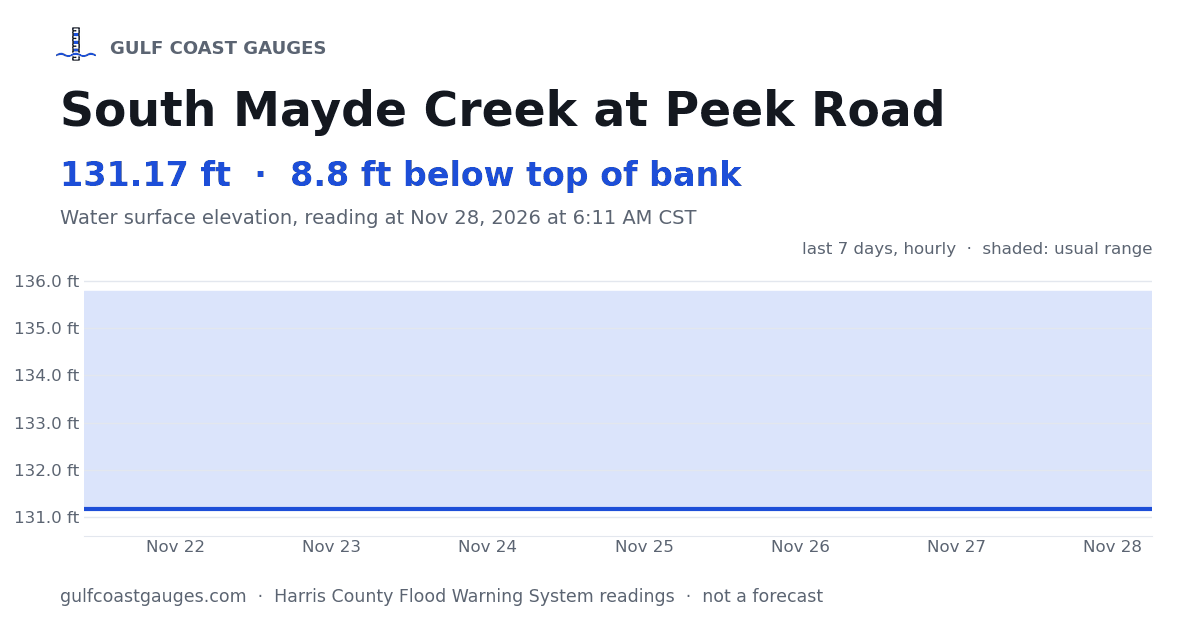 GULF COAST GAUGES
South Mayde Creek at Peek Road
131.17 ft · 8.8 ft below top of bank
Water surface elevation, reading at Nov 28, 2026 at 6:11 AM CST
last 7 days, hourly · shaded: usual range
136.0 ft
135.0 ft
134.0 ft
133.0 ft
132.0 ft
131.0 ft
Nov 22 Nov 23 Nov 24 Nov 25 Nov 26 Nov 27 Nov 28
gulfcoastgauges.com · Harris County Flood Warning System readings · not a forecast